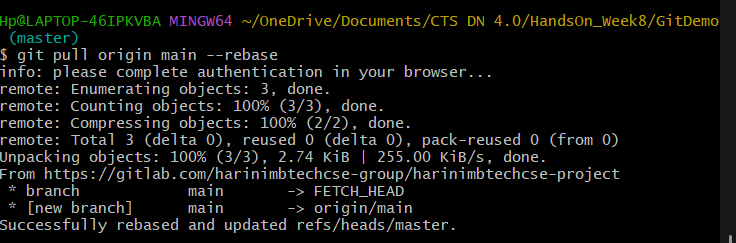 Hp@LAPTOP-46IPKVBA MINGW64 ~/OneDrive/Documents/CTS DN 4.0/HandsOn_Week8/GitDemo
(master)
$ git pull origin main --rebase
info: please complete authentication in your browser...
remote: Enumerating objects: 3, done.
remote: Counting objects: 100% (3/3), done.
remote: Compressing objects: 100% (2/2), done.
remote: Total 3 (delta 0), reused 0 (delta 0), pack-reused 0 (from 0)
Unpacking objects: 100% (3/3), 2.74 KiB | 255.00 KiB/s, done.
From https://gitlab.com/harinimbtechcse-group/harinimbtechcse-project
 * branch            main       -> FETCH_HEAD
 * [new branch]      main       -> origin/main
Successfully rebased and updated refs/heads/master.